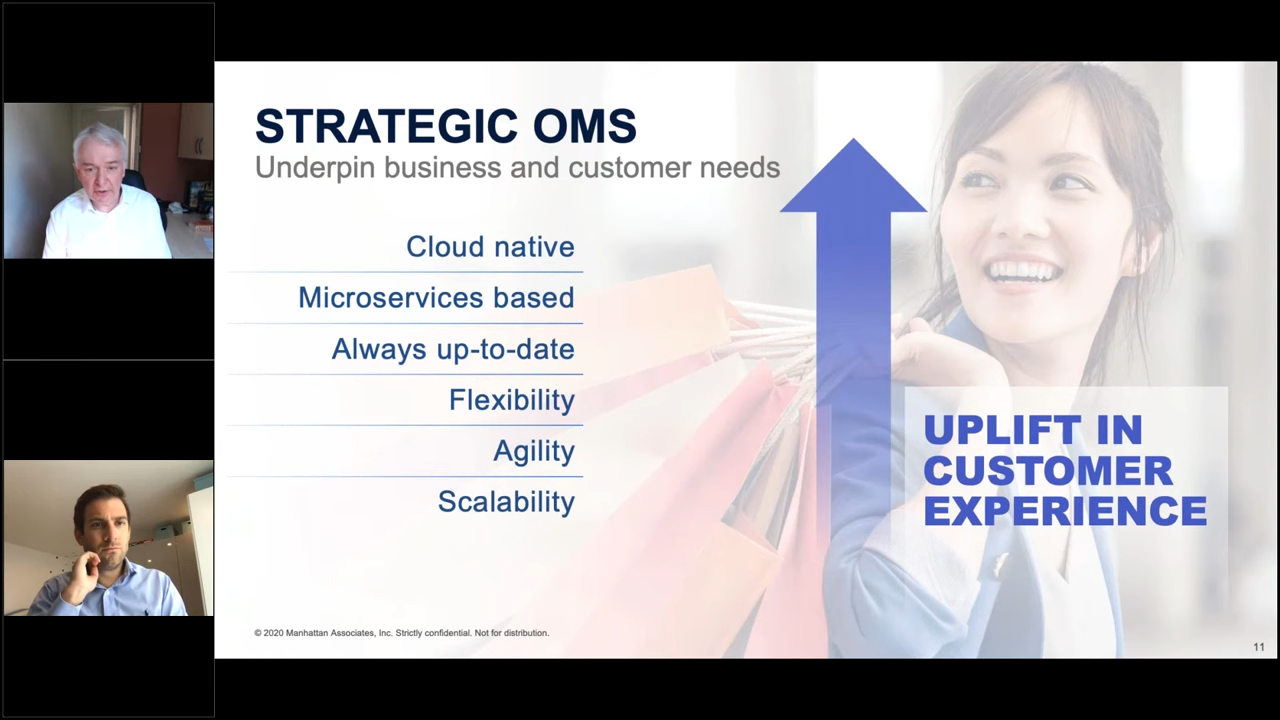 STRATEGIC OMS
Underpin business and customer needs
Cloud native
Microservices based
Always up-to-date
Flexibility
Agility
Scalability
UPLIFT IN
CUSTOMER
EXPERIENCE
© 2020 Manhattan Associates, Inc. Strictly confidential. Not for distribution.
11